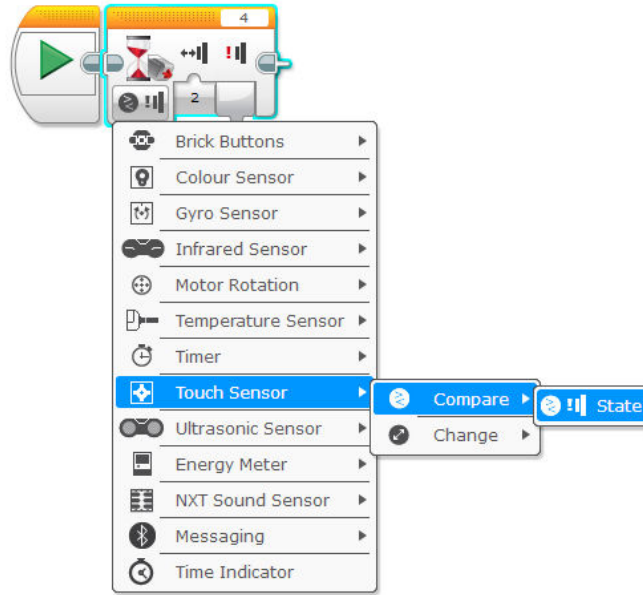 4
2
Brick Buttons
Colour Sensor
Gyro Sensor
Infrared Sensor
Motor Rotation
Temperature Sensor
Timer
Touch Sensor
Compare
State
Ultrasonic Sensor
Change
Energy Meter
NXT Sound Sensor
Messaging
Time Indicator